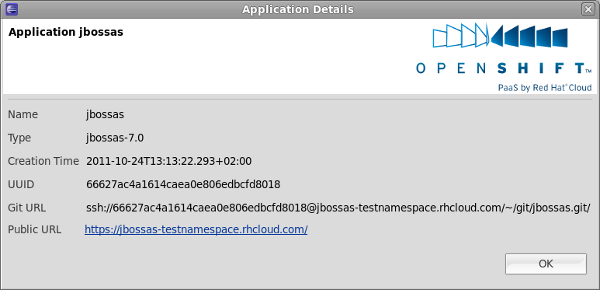 Application Details
Application jbossas
OPENSHIFT™
PaaS by Red Hat® Cloud
Name jbossas
Type jbossas-7.0
Creation Time 2011-10-24T13:13:22.293+02:00
UUID 66627ac4a1614caea0e806edbcfd8018
Git URL ssh://66627ac4a1614caea0e806edbcfd8018@jbossas-testnamespace.rhcloud.com/~/git/jbossas.git/
Public URL https://jbossas-testnamespace.rhcloud.com/
OK